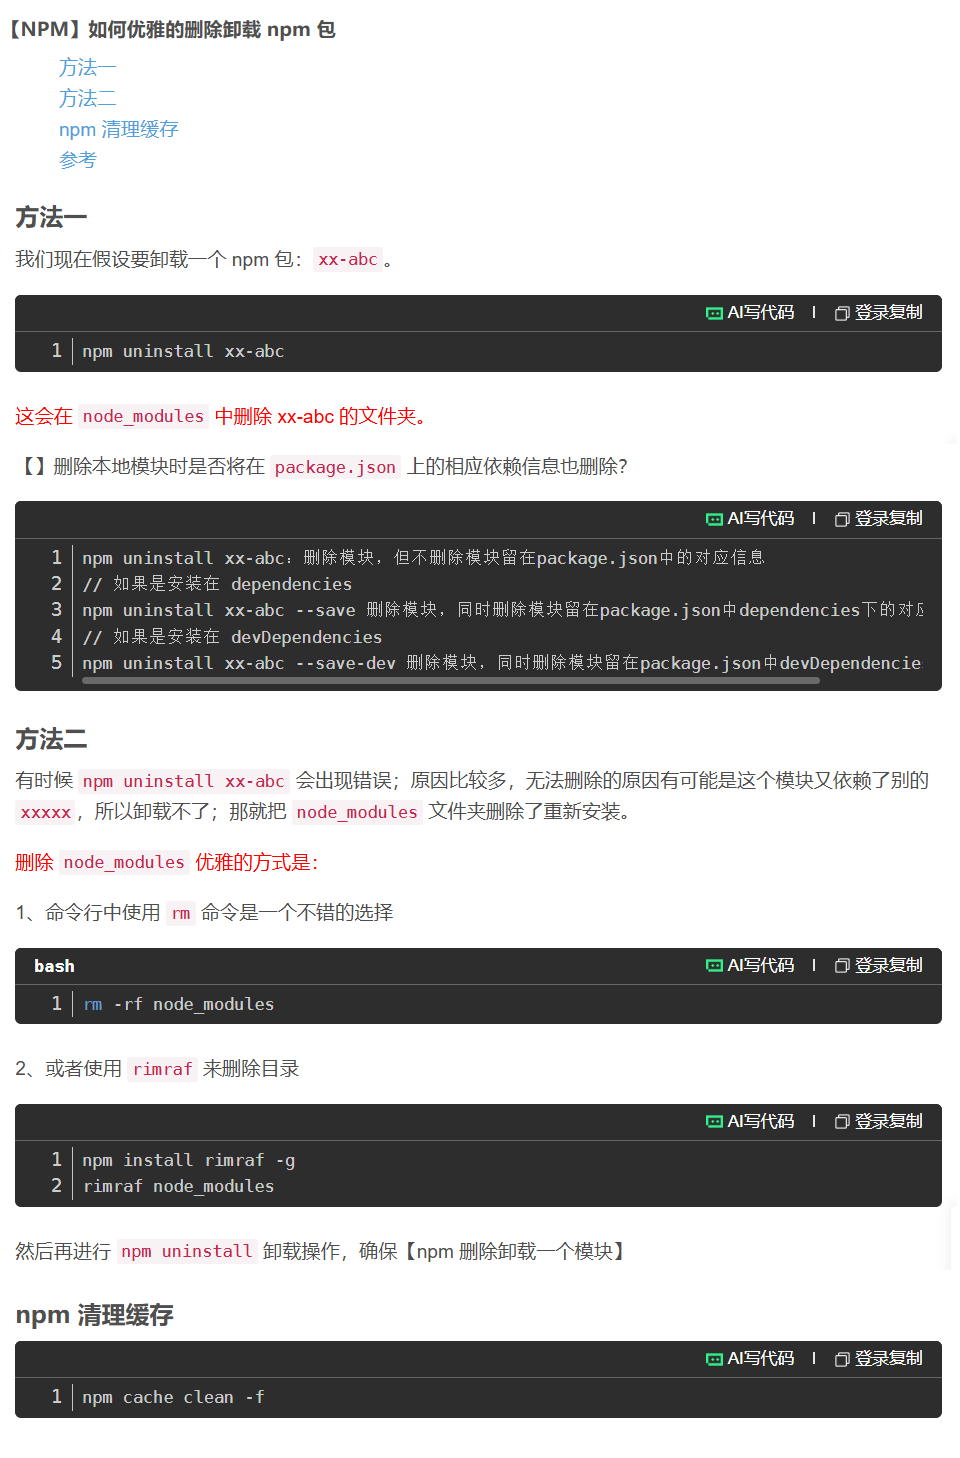 【NPM】如何优雅的删除卸载 npm 包
方法一
方法二
npm 清理缓存
参考
方法一
我们现在假设要卸载一个 npm 包：xx-abc。
AI写代码 登录复制
1 npm uninstall xx-abc
这会在 node_modules 中删除 xx-abc 的文件夹。
【】删除本地模块时是否将在 package.json 上的相应依赖信息也删除？
AI写代码 登录复制
1 npm uninstall xx-abc：删除模块，但不删除模块留在package.json中的对应信息
2 // 如果是安装在 dependencies
3 npm uninstall xx-abc --save 删除模块，同时删除模块留在package.json中dependencies下的对应
4 // 如果是安装在 devDependencies
5 npm uninstall xx-abc --save-dev 删除模块，同时删除模块留在package.json中devDependencies
方法二
有时候 npm uninstall xx-abc 会出现错误；原因比较多，无法删除的原因有可能是这个模块又依赖了别的
xxxxx，所以卸载不了；那就把 node_modules 文件夹删除了重新安装。
删除 node_modules 优雅的方式是：
1、命令行中使用 rm 命令是一个不错的选择
bash AI写代码 登录复制
1 rm -rf node_modules
2、或者使用 rimraf 来删除目录
AI写代码 登录复制
1 npm install rimraf -g
2 rimraf node_modules
然后再进行 npm uninstall 卸载操作，确保【npm 删除卸载一个模块】
npm 清理缓存
AI写代码 登录复制
1 npm cache clean -f